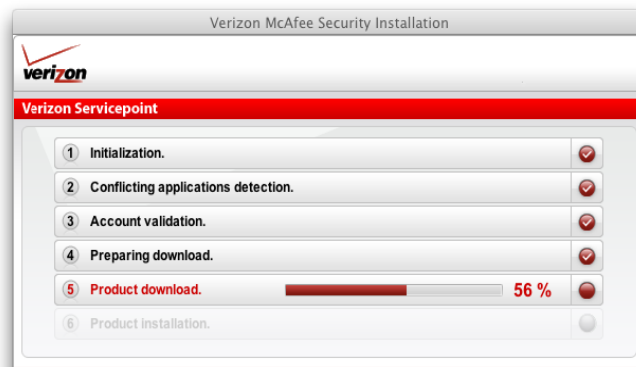 Verizon McAfee Security Installation
verizon
Verizon Servicepoint
1 Initialization.
2 Conflicting applications detection.
3 Account validation.
4 Preparing download.
5 Product download. 56 %
6 Product installation.